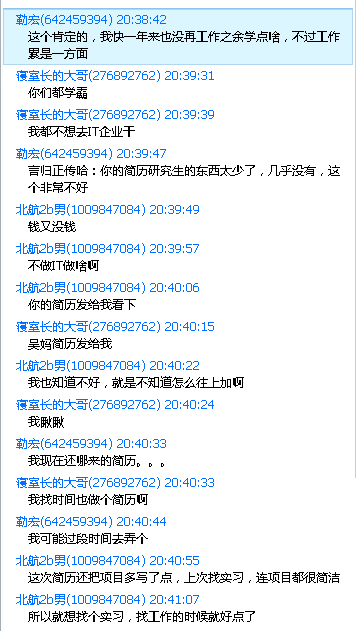 勒宏(642459394) 20:38:42
这个肯定的，我快一年来也没再工作之余学点啥，不过工作
累是一方面
寝室长的大哥(276892762) 20:39:31
你们都学霸
寝室长的大哥(276892762) 20:39:39
我都不想去IT企业干
勒宏(642459394) 20:39:47
言归正传哈：你的简历研究生的东西太少了，几乎没有，这
个非常不好
北航2b男(1009847084) 20:39:49
钱又没钱
北航2b男(1009847084) 20:39:57
不做IT做啥啊
北航2b男(1009847084) 20:40:06
你的简历发给我看下
寝室长的大哥(276892762) 20:40:15
吴妈简历发给我
北航2b男(1009847084) 20:40:22
我也知道不好，就是不知道怎么往上加啊
寝室长的大哥(276892762) 20:40:24
我瞅瞅
勒宏(642459394) 20:40:33
我现在还哪来的简历。。。
寝室长的大哥(276892762) 20:40:33
我找时间也做个简历啊
勒宏(642459394) 20:40:44
我可能过段时间去弄个
北航2b男(1009847084) 20:40:55
这次简历还把项目多写了点，上次找实习，连项目都很简洁
北航2b男(1009847084) 20:41:07
所以就想找个实习，找工作的时候就好点了